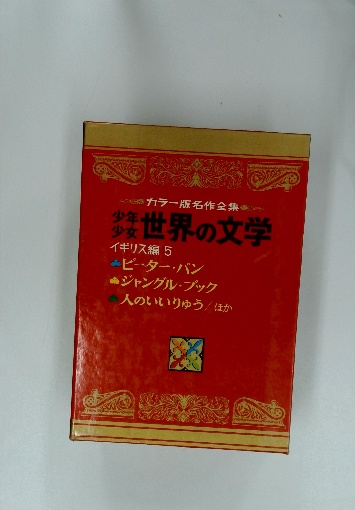 カラー版名作全集
少年少女 世界の文学
イギリス編 5
ピーター・パン
ジャングル・ブック
人のいいりゅう/ほか